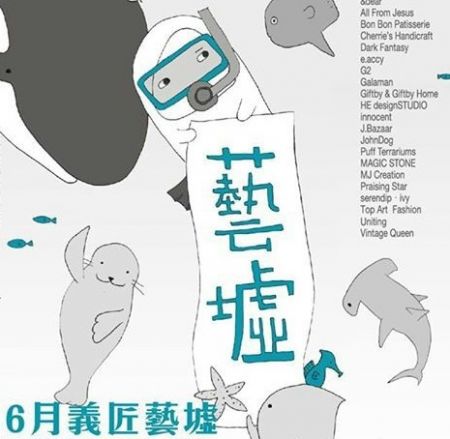 &dear
All From Jesus
Bon Bon Patisserie
Cherrie's Handicraft
Dark Fantasy
e.accy
G2
Galaman
Giftby & Giftby Home
HE designSTUDIO
innocent
J.Bazaar
JohnDog
Puff Terrariums
MAGIC STONE
MJ Creation
Praising Star
serendip · ivy
Top Art Fashion
Uniting
Vintage Queen
藝墟
6月義匠藝墟